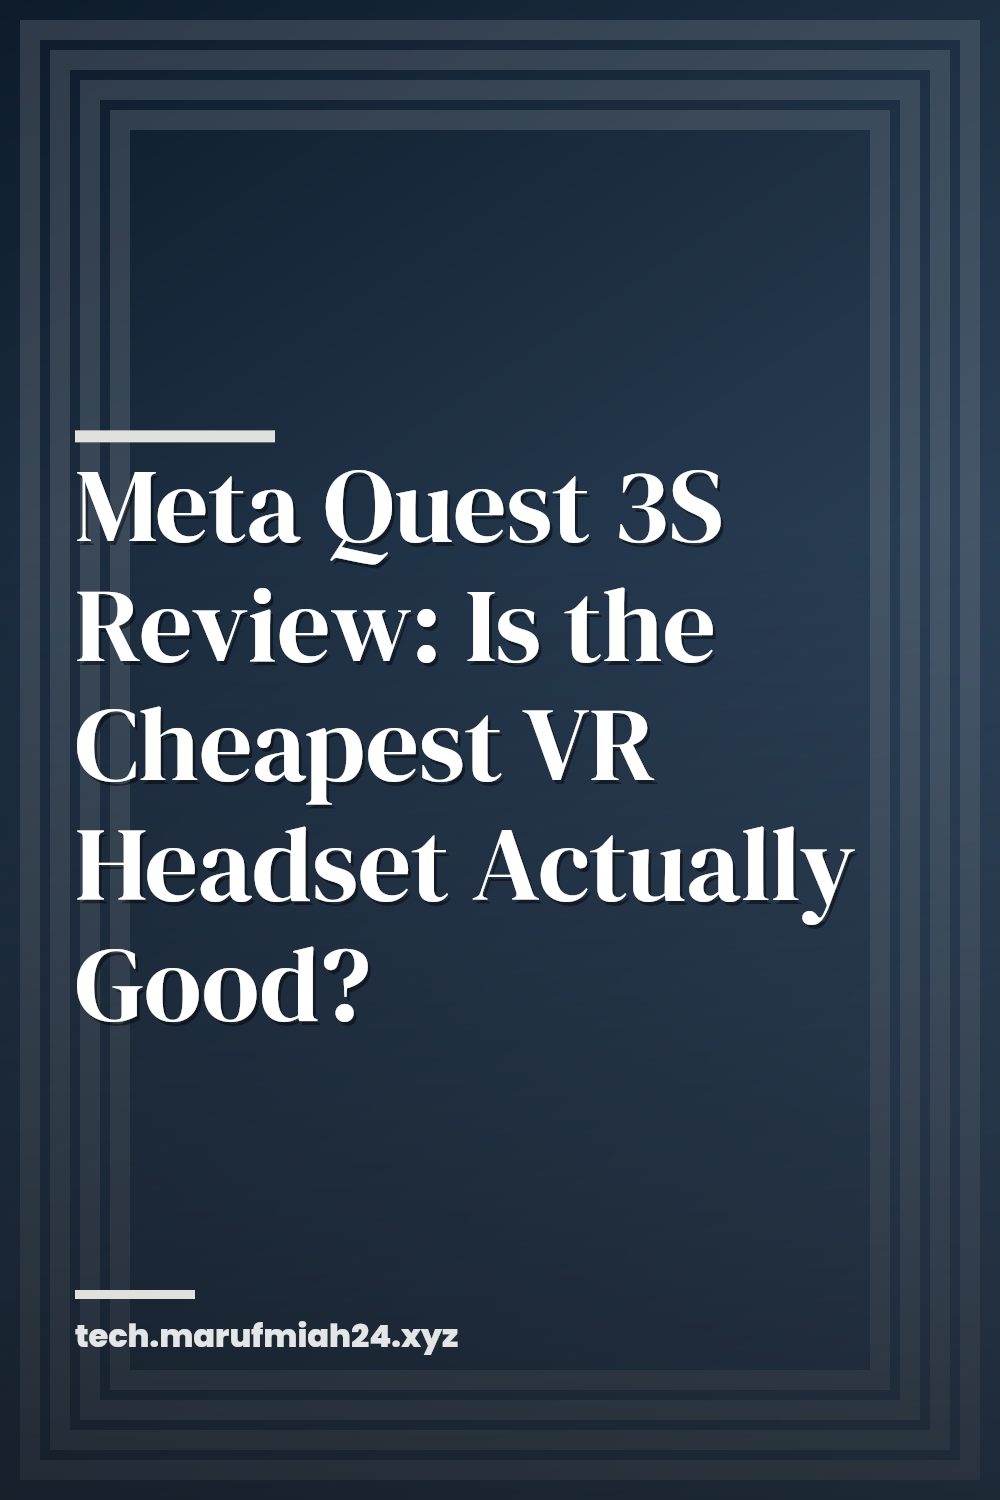 Meta Quest 3S
Review: Is the
Cheapest VR
Headset Actually
Good?
tech.marufmiah24.xyz